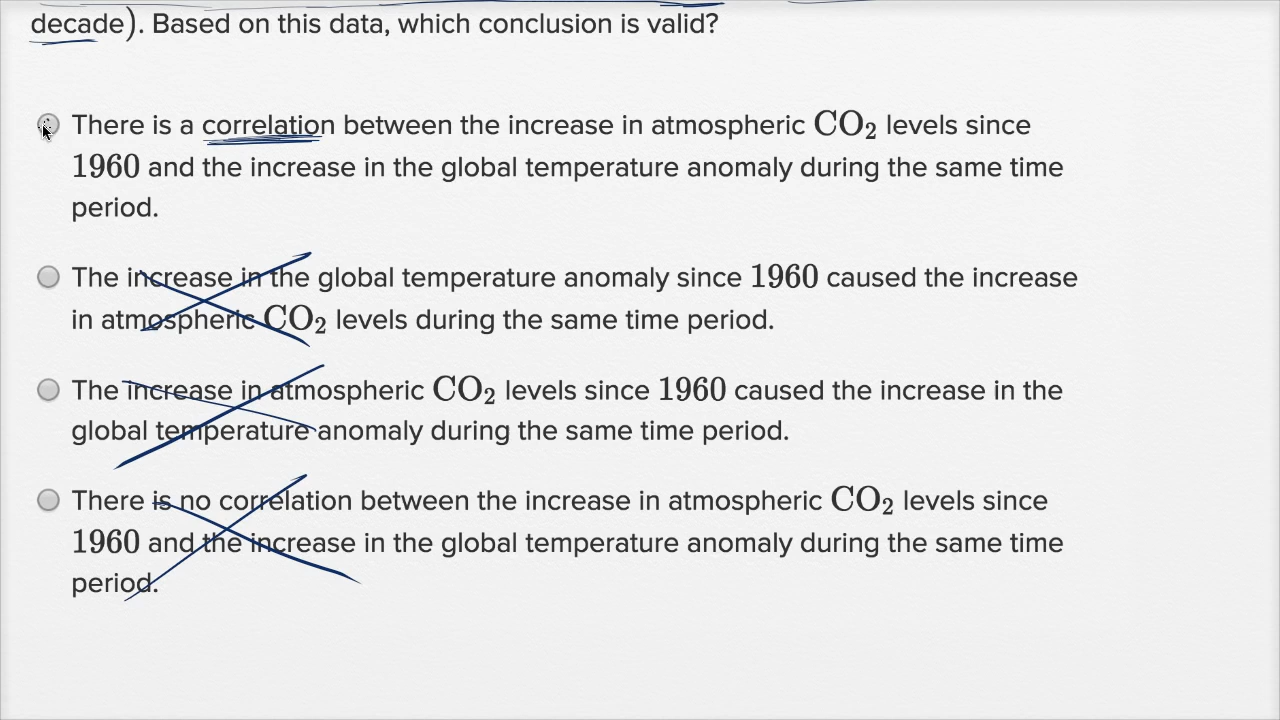 decade). Based on this data, which conclusion is valid?
There is a correlation between the increase in atmospheric CO₂ levels since
1960 and the increase in the global temperature anomaly during the same time
period.
The increase in the global temperature anomaly since 1960 caused the increase
in atmospheric CO₂ levels during the same time period.
The increase in atmospheric CO₂ levels since 1960 caused the increase in the
global temperature anomaly during the same time period.
There is no correlation between the increase in atmospheric CO₂ levels since
1960 and the increase in the global temperature anomaly during the same time
period.